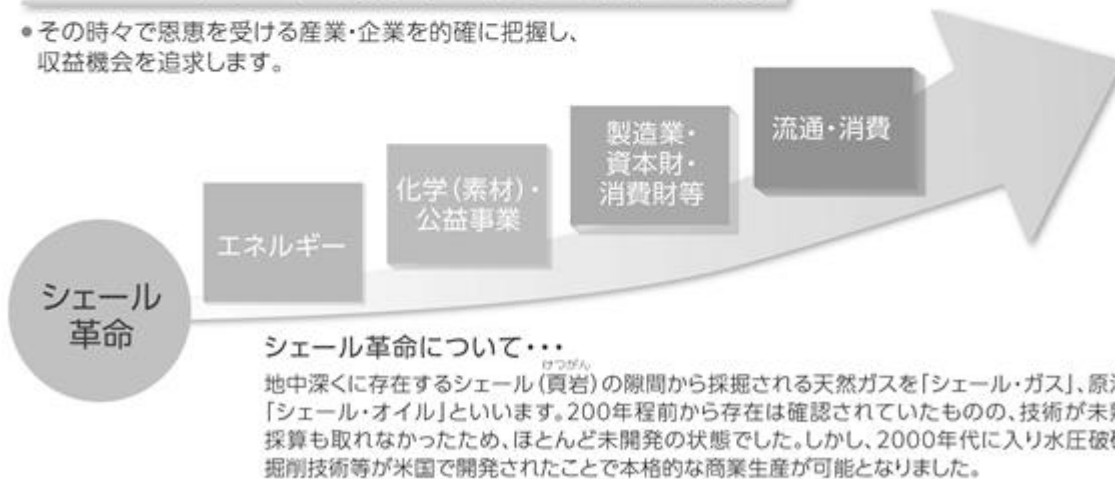 ●その時々で恩恵を受ける産業・企業を的確に把握し、
収益機会を追求します。
流通・消費
製造業・
資本財・
消費財等
化学(素材)・
公益事業
エネルギー
シェール
革命
シェール革命について・・・
けつがん
地中深くに存在するシェール(頁岩)の隙間から採掘される天然ガスを「シェール・ガス」、原
「シェール・オイル」といいます。200年程前から存在は確認されていたものの、技術が未
採算も取れなかったため、ほとんど未開発の状態でした。しかし、2000年代に入り水圧破
掘削技術等が米国で開発されたことで本格的な商業生産が可能となりました。